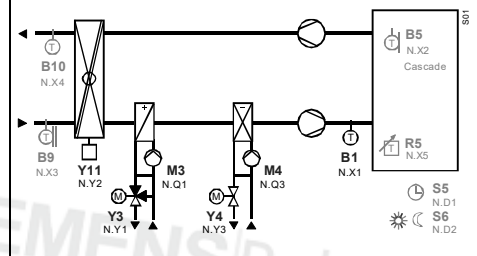 S01
B5
N.X2
Cascade
B10
N.X4
B9
N.X3
Y11
N.Y2
M3
N.Q1
M4
N.Q3
B1
N.X1
R5
N.X5
S5
N.D1
S6
N.D2
Y3
N.Y1
Y4
N.Y3
T
T
T
T
T
M
M
+
−